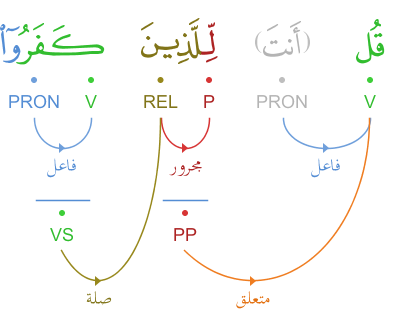 قُل (أَنتَ) لِّلَّذِينَ كَفَرُوٓا۟
V PRON P REL V PRON
فاعل مجرور فاعل
PP VS
متعلق صلة